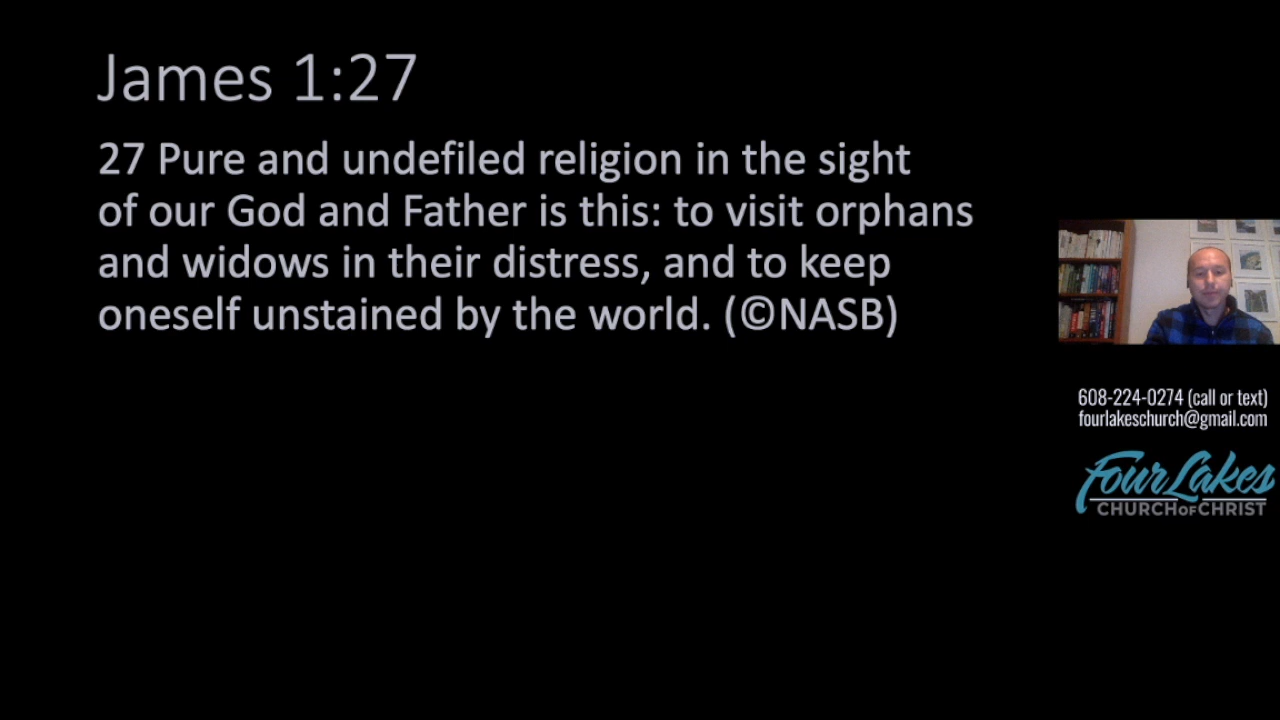 James 1:27
27 Pure and undefiled religion in the sight
of our God and Father is this: to visit orphans
and widows in their distress, and to keep
oneself unstained by the world. (©NASB)
608-224-0274 (call or text)
fourlakeschurch@gmail.com
Four Lakes
CHURCH OF CHRIST